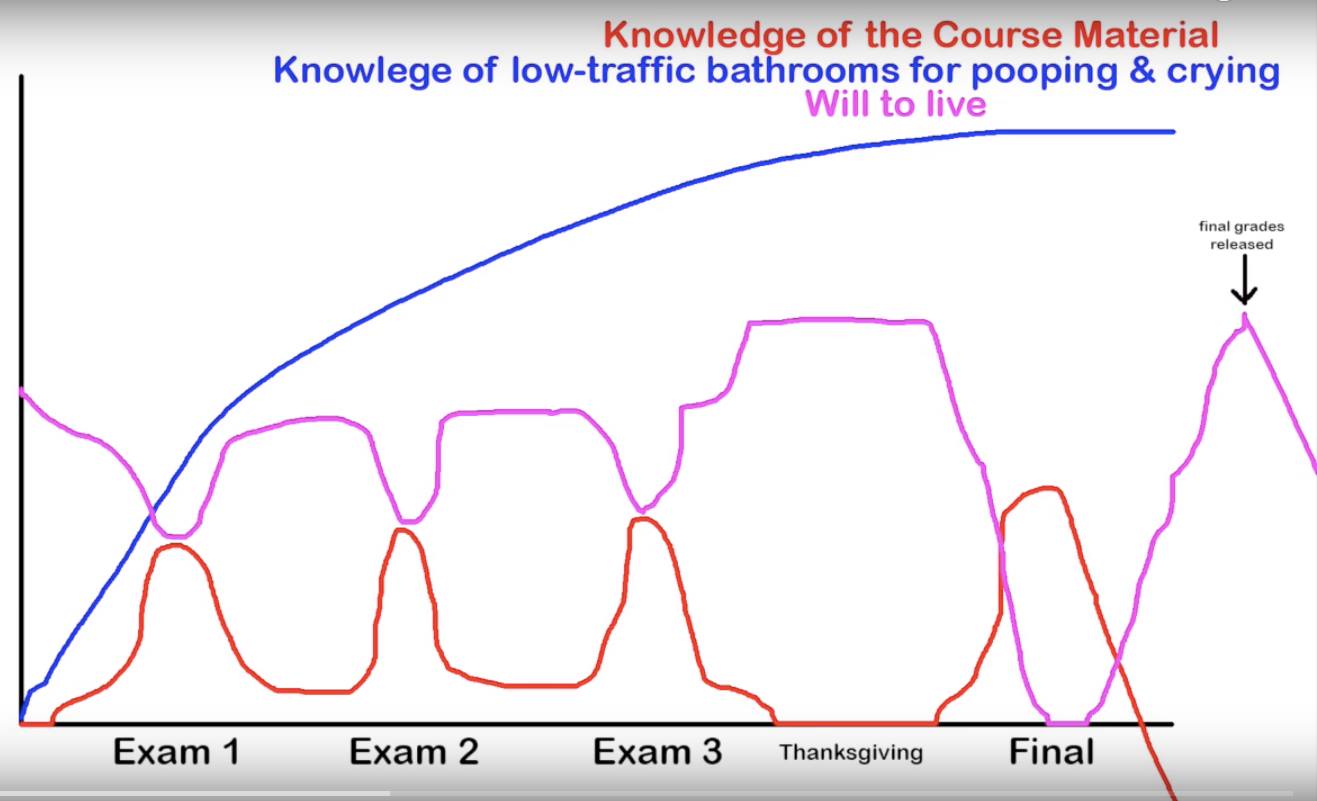 Knowledge of the Course Material
Knowlege of low-traffic bathrooms for pooping & crying
Will to live
final grades
released
Exam 1
Exam 2
Exam 3
Thanksgiving
Final